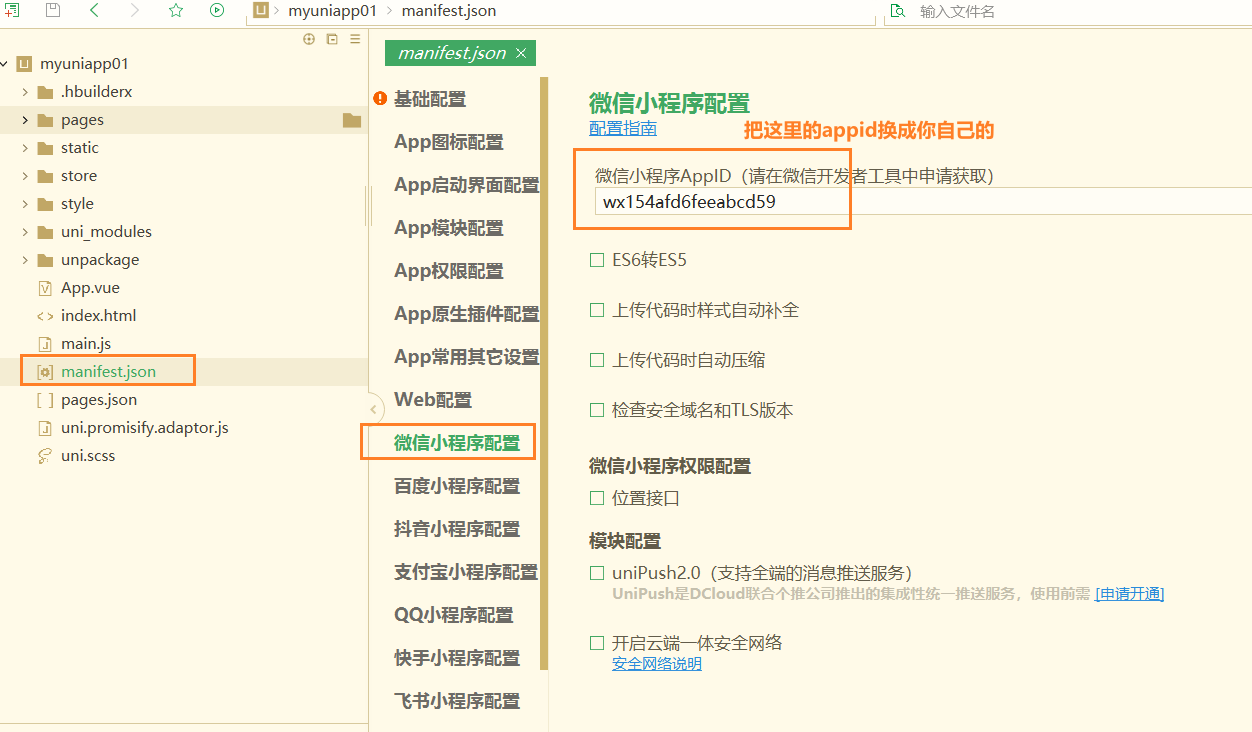 myuniapp01 > manifest.json
输入文件名
myuniapp01
.hbuilderx
pages
static
store
style
uni_modules
unpackage
App.vue
index.html
main.js
manifest.json
pages.json
uni.promisify.adaptor.js
uni.scss
manifest.json
基础配置
App图标配置
App启动界面配置
App模块配置
App权限配置
App原生插件配置
App常用其它设置
Web配置
微信小程序配置
百度小程序配置
抖音小程序配置
支付宝小程序配置
QQ小程序配置
快手小程序配置
飞书小程序配置
微信小程序配置
配置指南
把这里的appid换成你自己的
微信小程序AppID（请在微信开发者工具中申请获取）
wx154afd6feeabcd59
ES6转ES5
上传代码时样式自动补全
上传代码时自动压缩
检查安全域名和TLS版本
微信小程序权限配置
位置接口
模块配置
uniPush2.0（支持全端的消息推送服务）
UniPush是DCloud联合个推公司推出的集成性统一推送服务，使用前需 [申请开通]
开启云端一体安全网络
安全网络说明